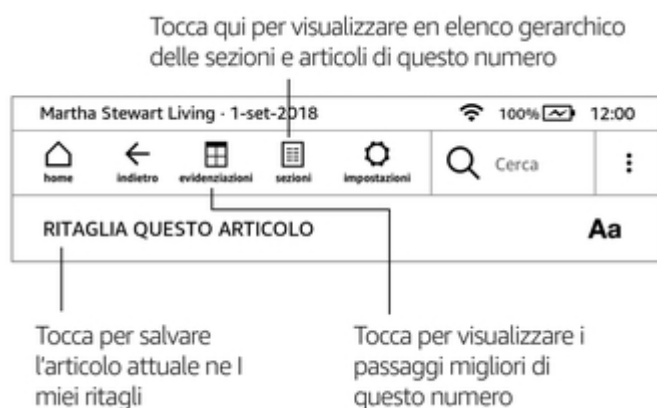 Tocca qui per visualizzare en elenco gerarchico
delle sezioni e articoli di questo numero
Martha Stewart Living - 1-set-2018 100% 12:00
home indietro evidenziazioni sezioni impostazioni Cerca
RITAGLIA QUESTO ARTICOLO Aa
Tocca per salvare
l'articolo attuale ne I
miei ritagli
Tocca per visualizzare i
passaggi migliori di
questo numero